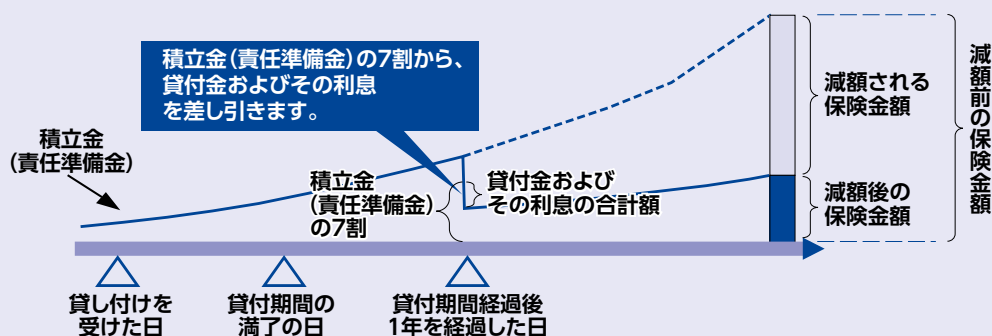 積立金(責任準備金)の7割から、
貸付金およびその利息
を差し引きます。
積立金
(責任準備金)
積立金
(責任準備金)
の7割
貸付金および
その利息の合計額
減額される
保険金額
減額後の
保険金額
減額前の保険金額
貸し付けを
受けた日
貸付期間の
満了の日
貸付期間経過後
1年を経過した日